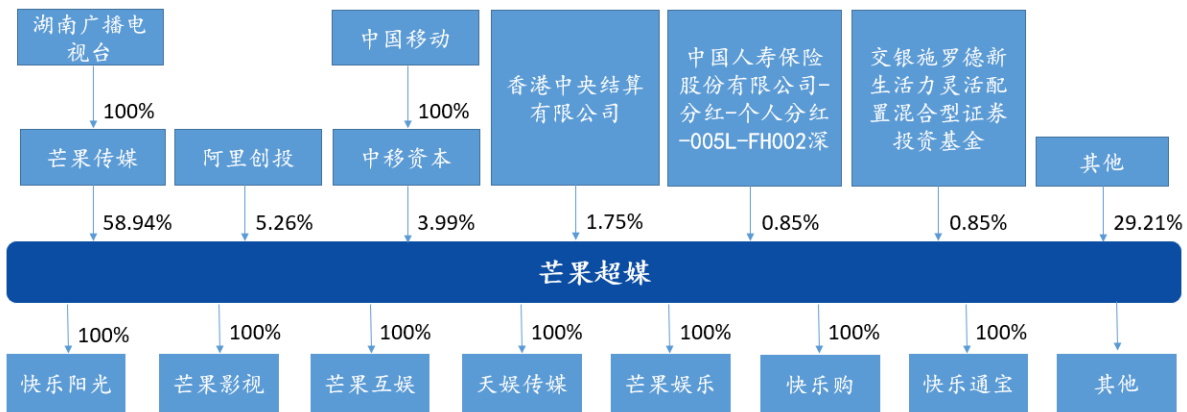 湖南广播电
视台
中国移动
香港中央结算
有限公司
中国人寿保险
股份有限公司-
分红-个人分红
-005L-FH002深
交银施罗德新
生活力灵活配
置混合型证券
投资基金
100%
100%
芒果传媒
阿里创投
中移资本
其他
58.94%
5.26%
3.99%
1.75%
0.85%
0.85%
29.21%
芒果超媒
100%
100%
100%
100%
100%
100%
100%
快乐阳光
芒果影视
芒果互娱
天娱传媒
芒果娱乐
快乐购
快乐通宝
其他